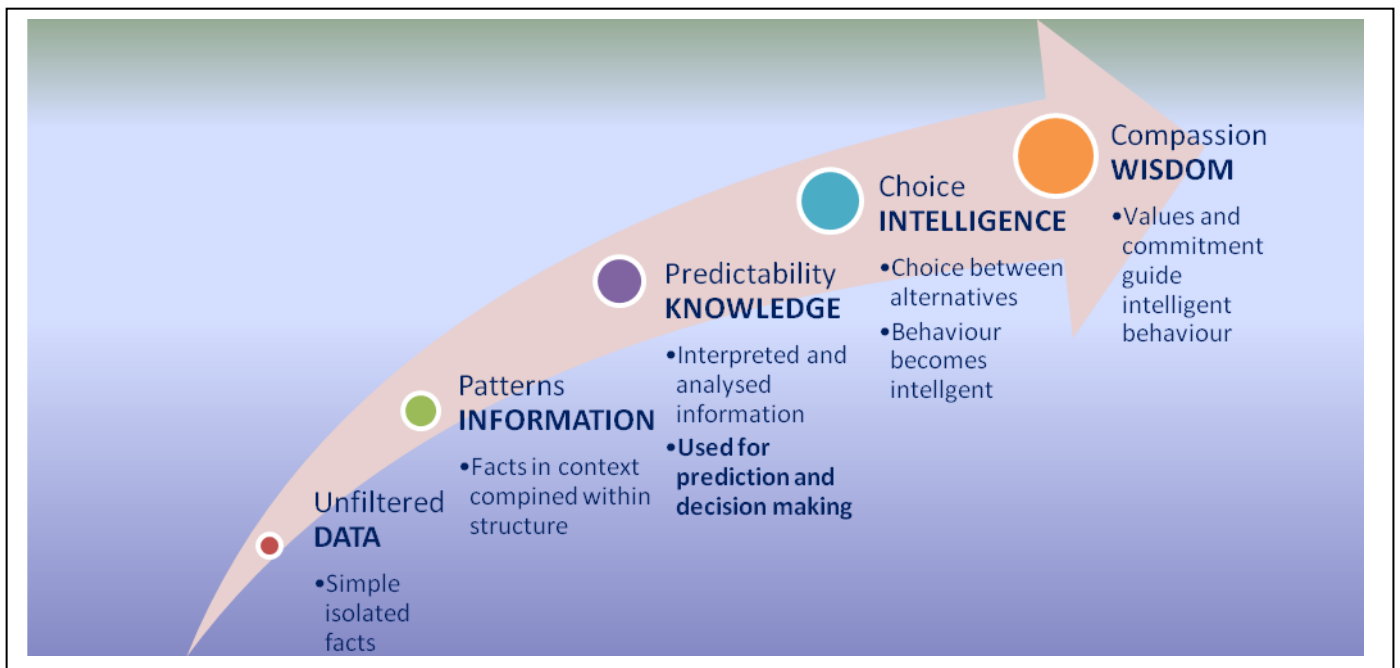 Unfiltered
DATA
•Simple
isolated
facts
Patterns
INFORMATION
•Facts in context
compined within
structure
Predictability
KNOWLEDGE
•Interpreted and
analysed
information
•Used for
prediction and
decision making
Choice
INTELLIGENCE
•Choice between
alternatives
•Behaviour
becomes
intellgent
Compassion
WISDOM
•Values and
commitment
guide
intelligent
behaviour